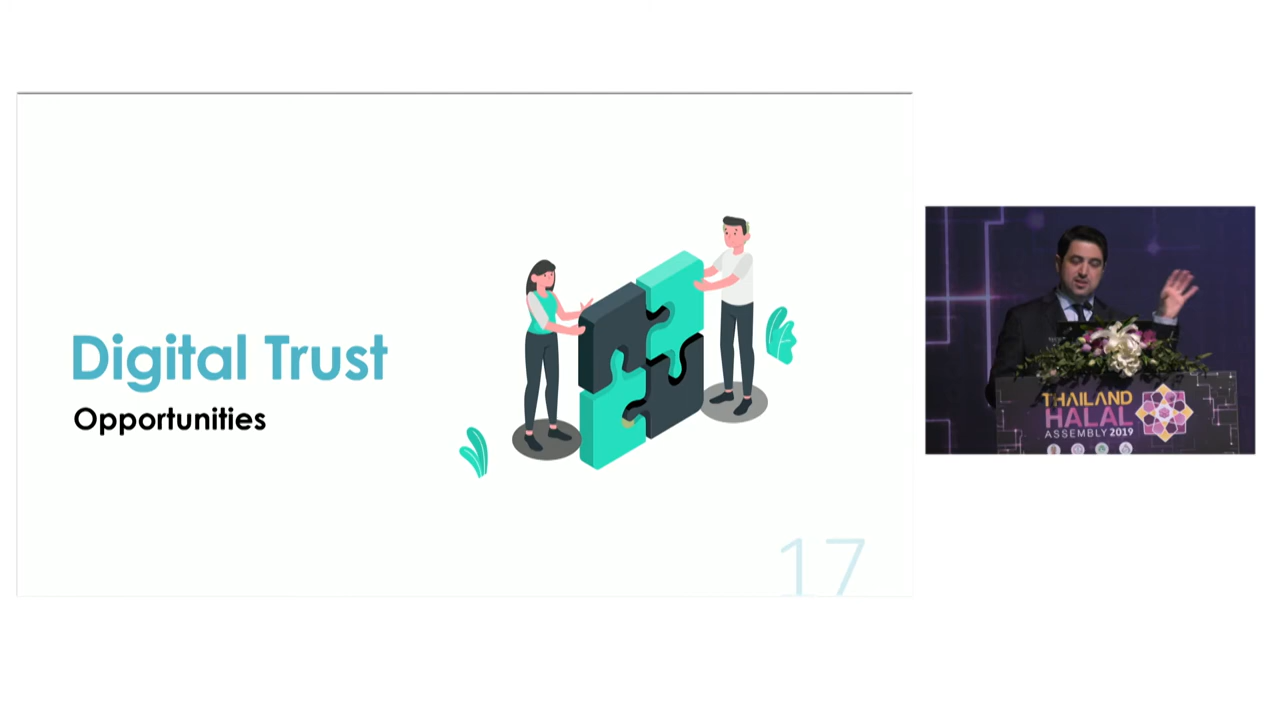 Digital Trust
Opportunities
17
THAILAND
HALAL
ASSEMBLY 2019